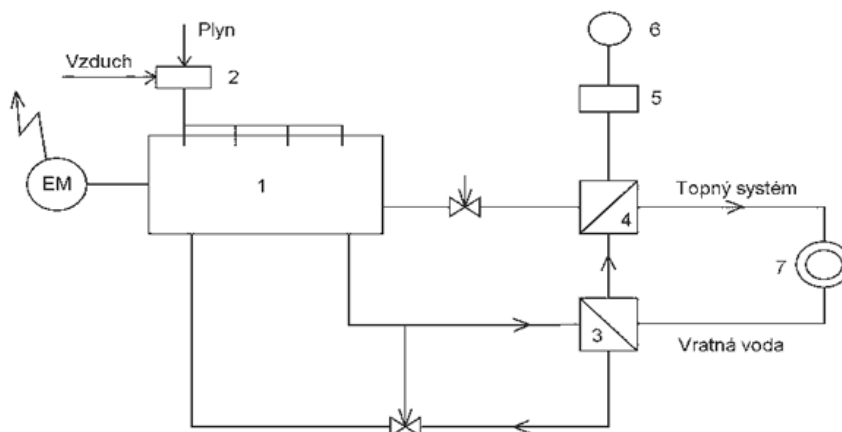 Plyn
6
Vzduch
2
5
EM
1
Topný systém
4
7
3
Vratná voda